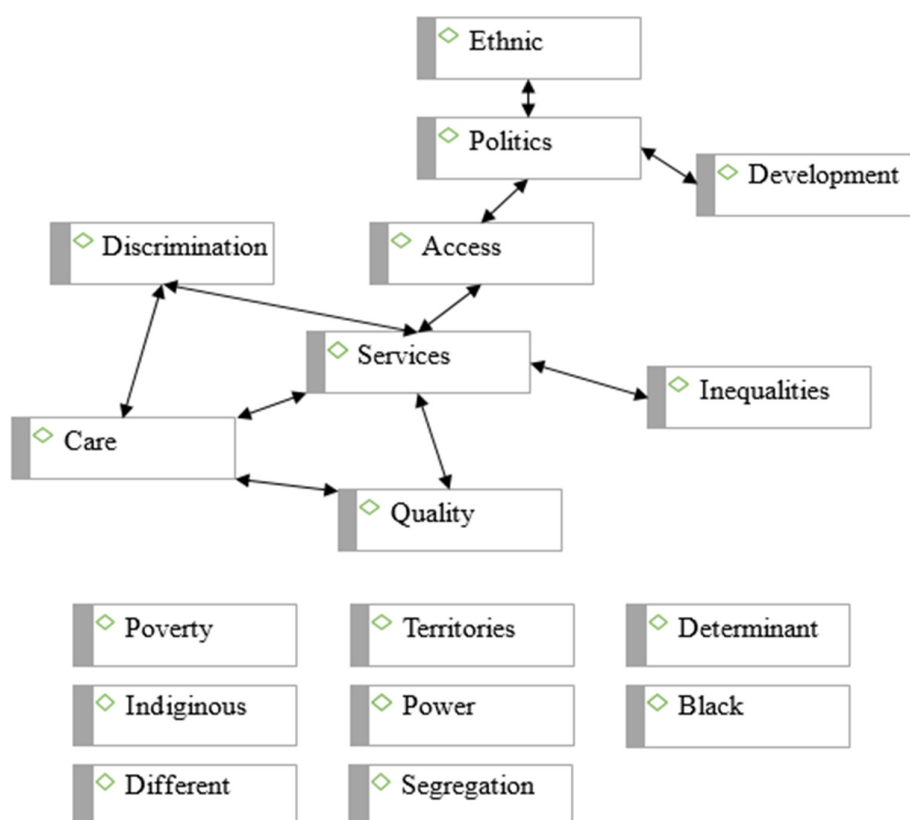 Ethnic
Politics
Development
Discrimination
Access
Services
Inequalities
Care
Quality
Poverty
Territories
Determinant
Indiginous
Power
Black
Different
Segregation